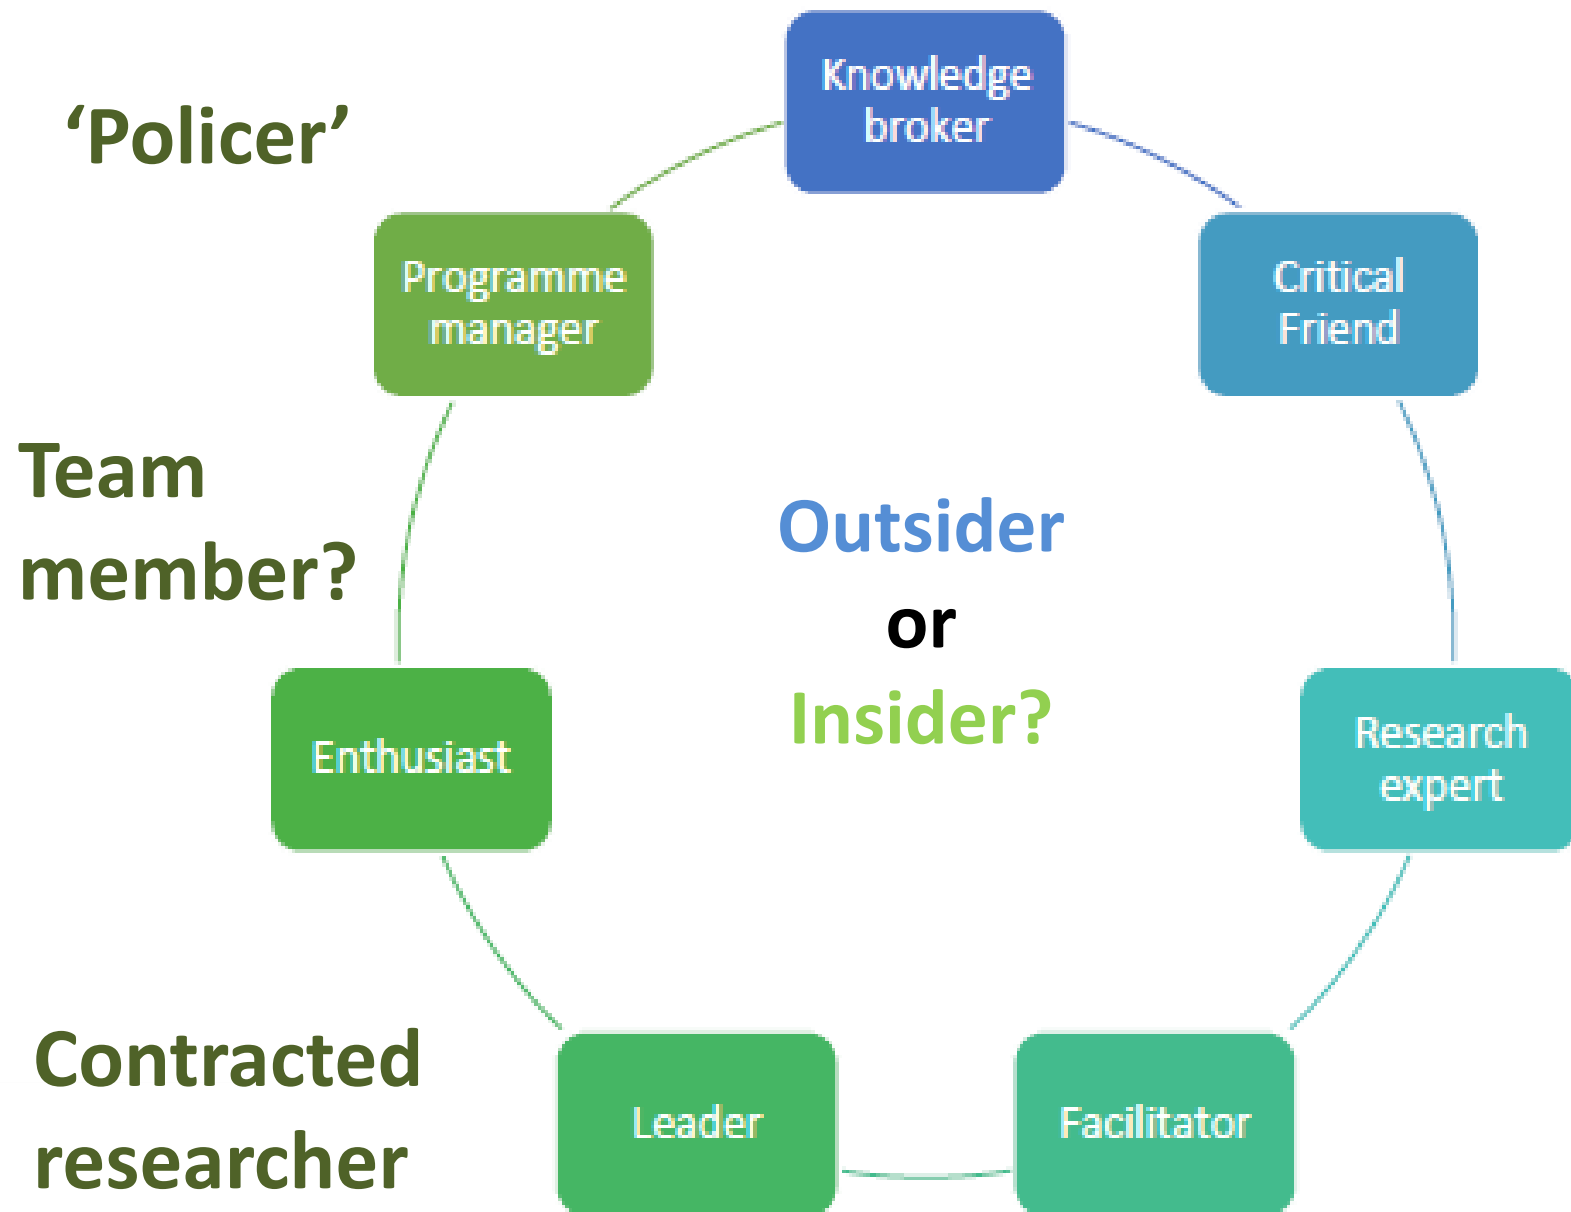 Knowledge
broker
‘Policer’
Programme
manager
Critical
Friend
Team
member?
Outsider
or
Insider?
Enthusiast
Research
expert
Contracted
researcher
Leader
Facilitator